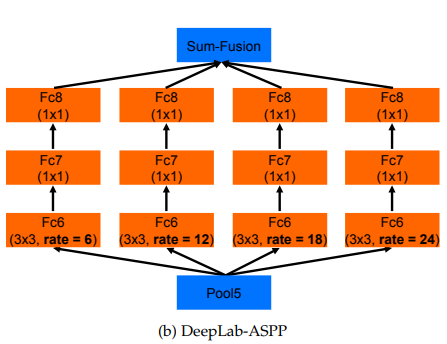 Sum-Fusion
Fc8 Fc8 Fc8 Fc8
(1x1) (1x1) (1x1) (1x1)
Fc7 Fc7 Fc7 Fc7
(1x1) (1x1) (1x1) (1x1)
Fc6 Fc6 Fc6 Fc6
(3x3, rate = 6) (3x3, rate = 12) (3x3, rate = 18) (3x3, rate = 24)
Pool5
(b) DeepLab-ASPP